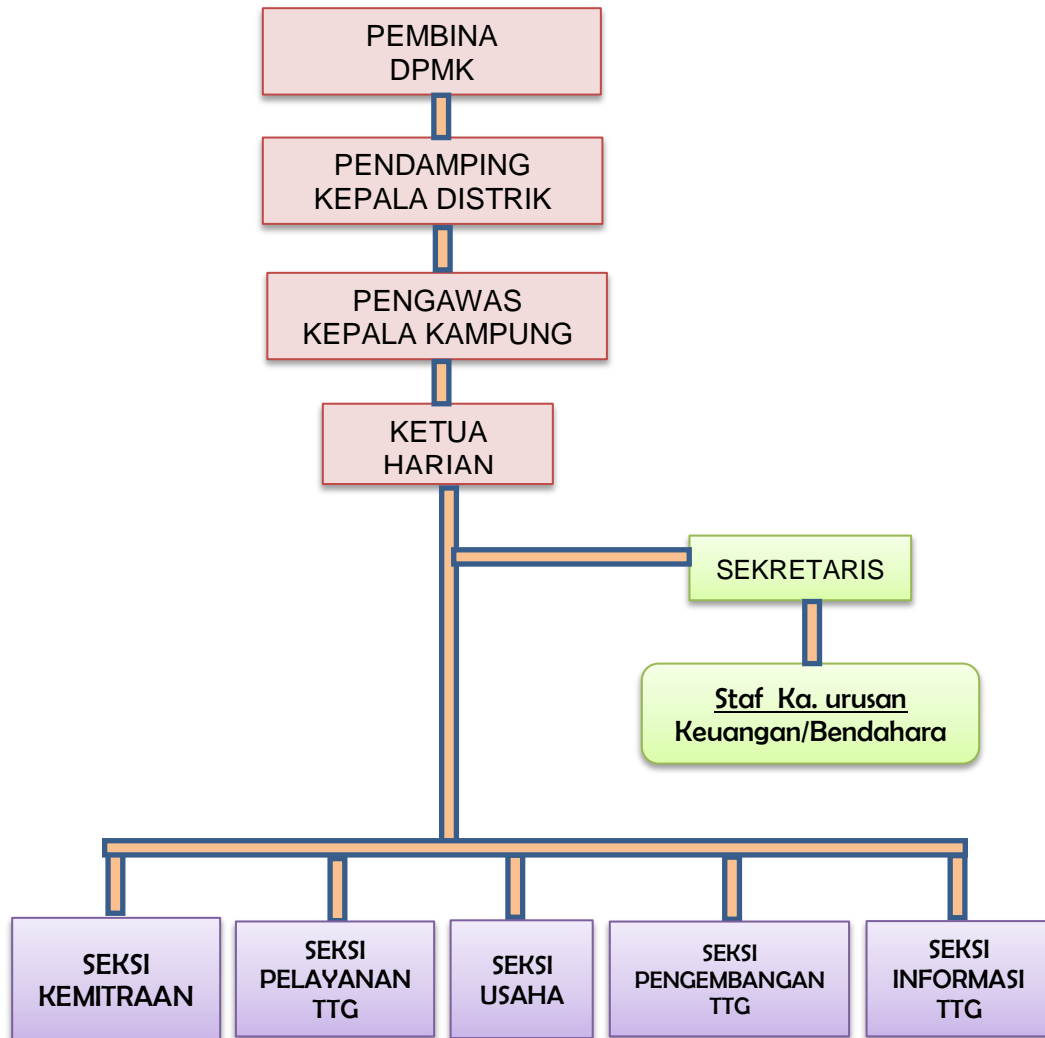 PEMBINA
DPMK
PENDAMPING
KEPALA DISTRIK
PENGAWAS
KEPALA KAMPUNG
KETUA
HARIAN
SEKRETARIS
Staf Ka. urusan
Keuangan/Bendahara
SEKSI
KEMITRAAN
SEKSI
PELAYANAN
TTG
SEKSI
USAHA
SEKSI
PENGEMBANGAN
TTG
SEKSI
INFORMASI
TTG